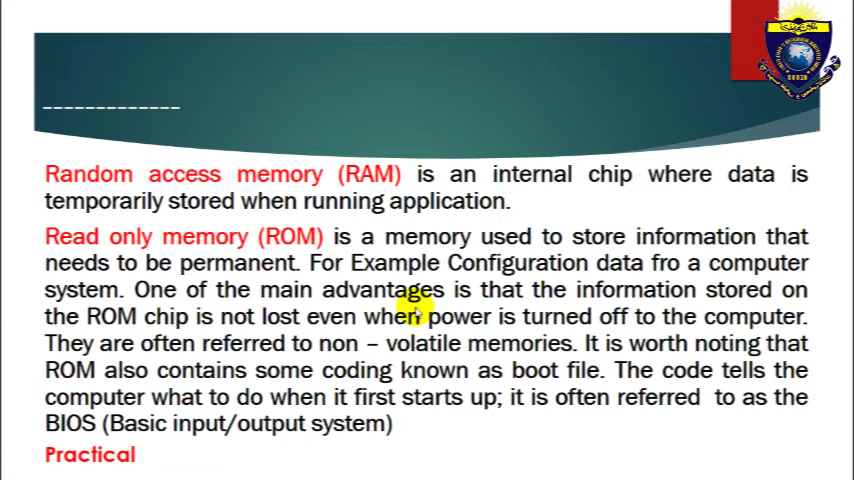 -------------
Random access memory (RAM) is an internal chip where data is
temporarily stored when running application.
Read only memory (ROM) is a memory used to store information that
needs to be permanent. For Example Configuration data fro a computer
system. One of the main advantages is that the information stored on
the ROM chip is not lost even when power is turned off to the computer.
They are often referred to non – volatile memories. It is worth noting that
ROM also contains some coding known as boot file. The code tells the
computer what to do when it first starts up; it is often referred to as the
BIOS (Basic input/output system)
Practical